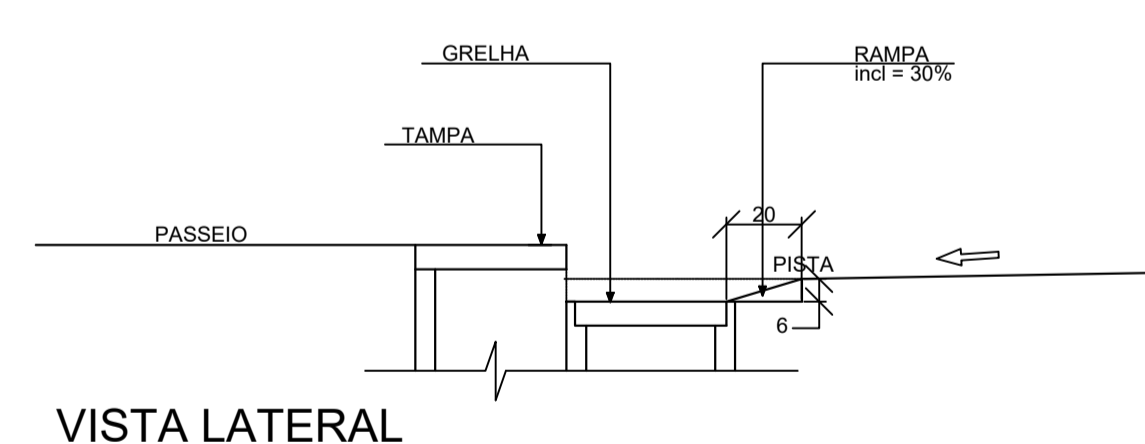 GRELHA
RAMPA
incl = 30%
TAMPA
20
PASSEIO
PISTA
6
VISTA LATERAL